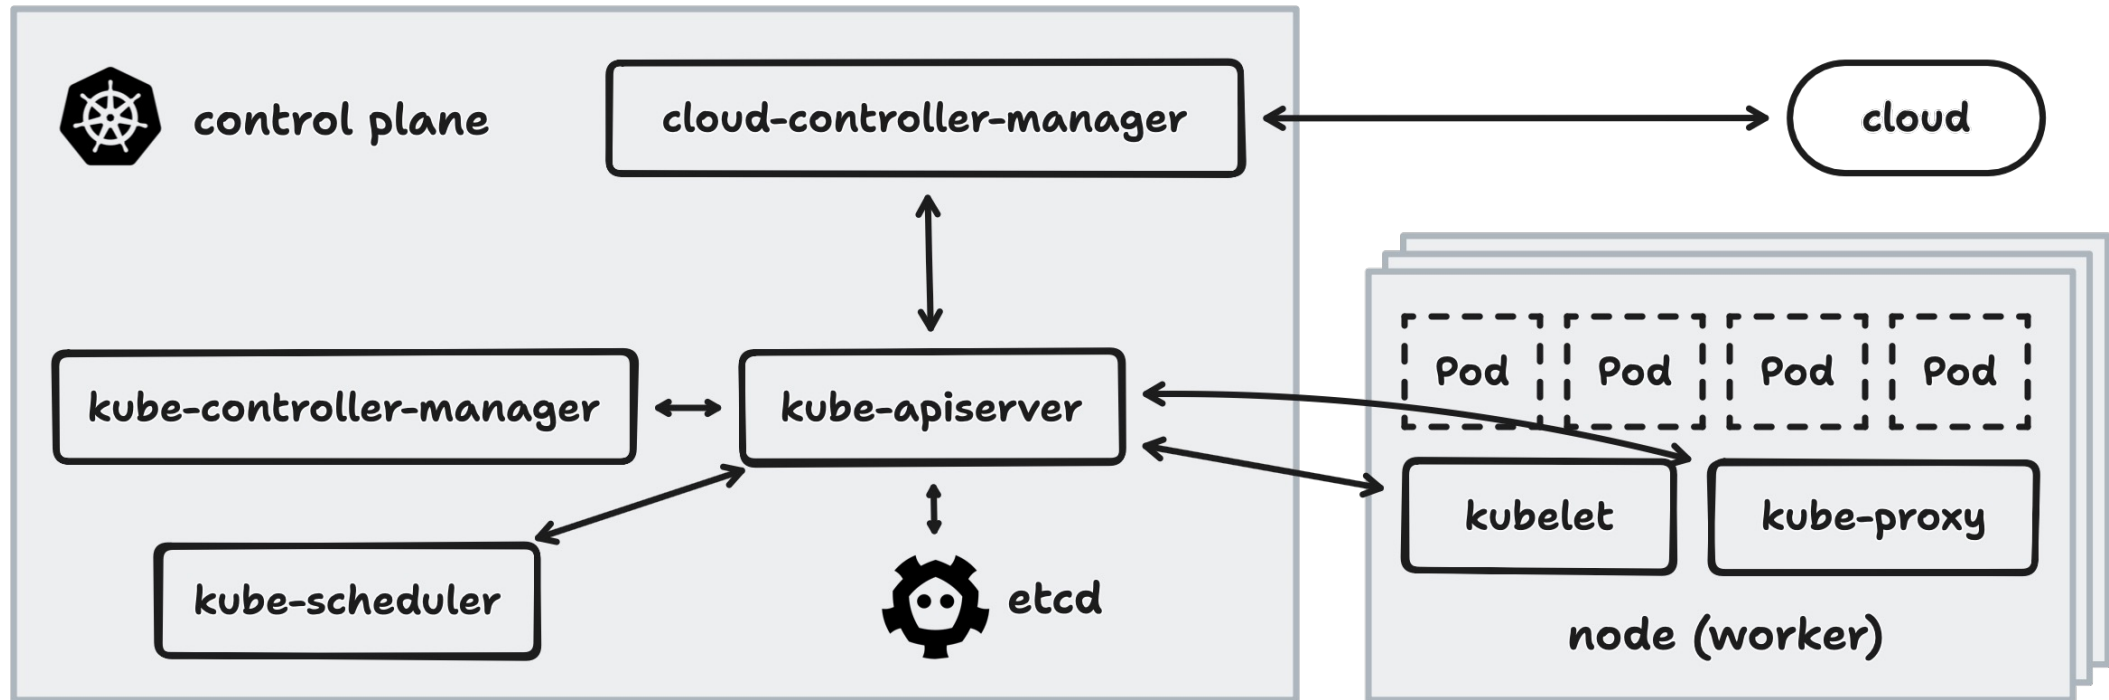 control plane
cloud-controller-manager
cloud
kube-controller-manager
kube-apiserver
kube-scheduler
etcd
Pod
Pod
Pod
Pod
kubelet
kube-proxy
node (worker)